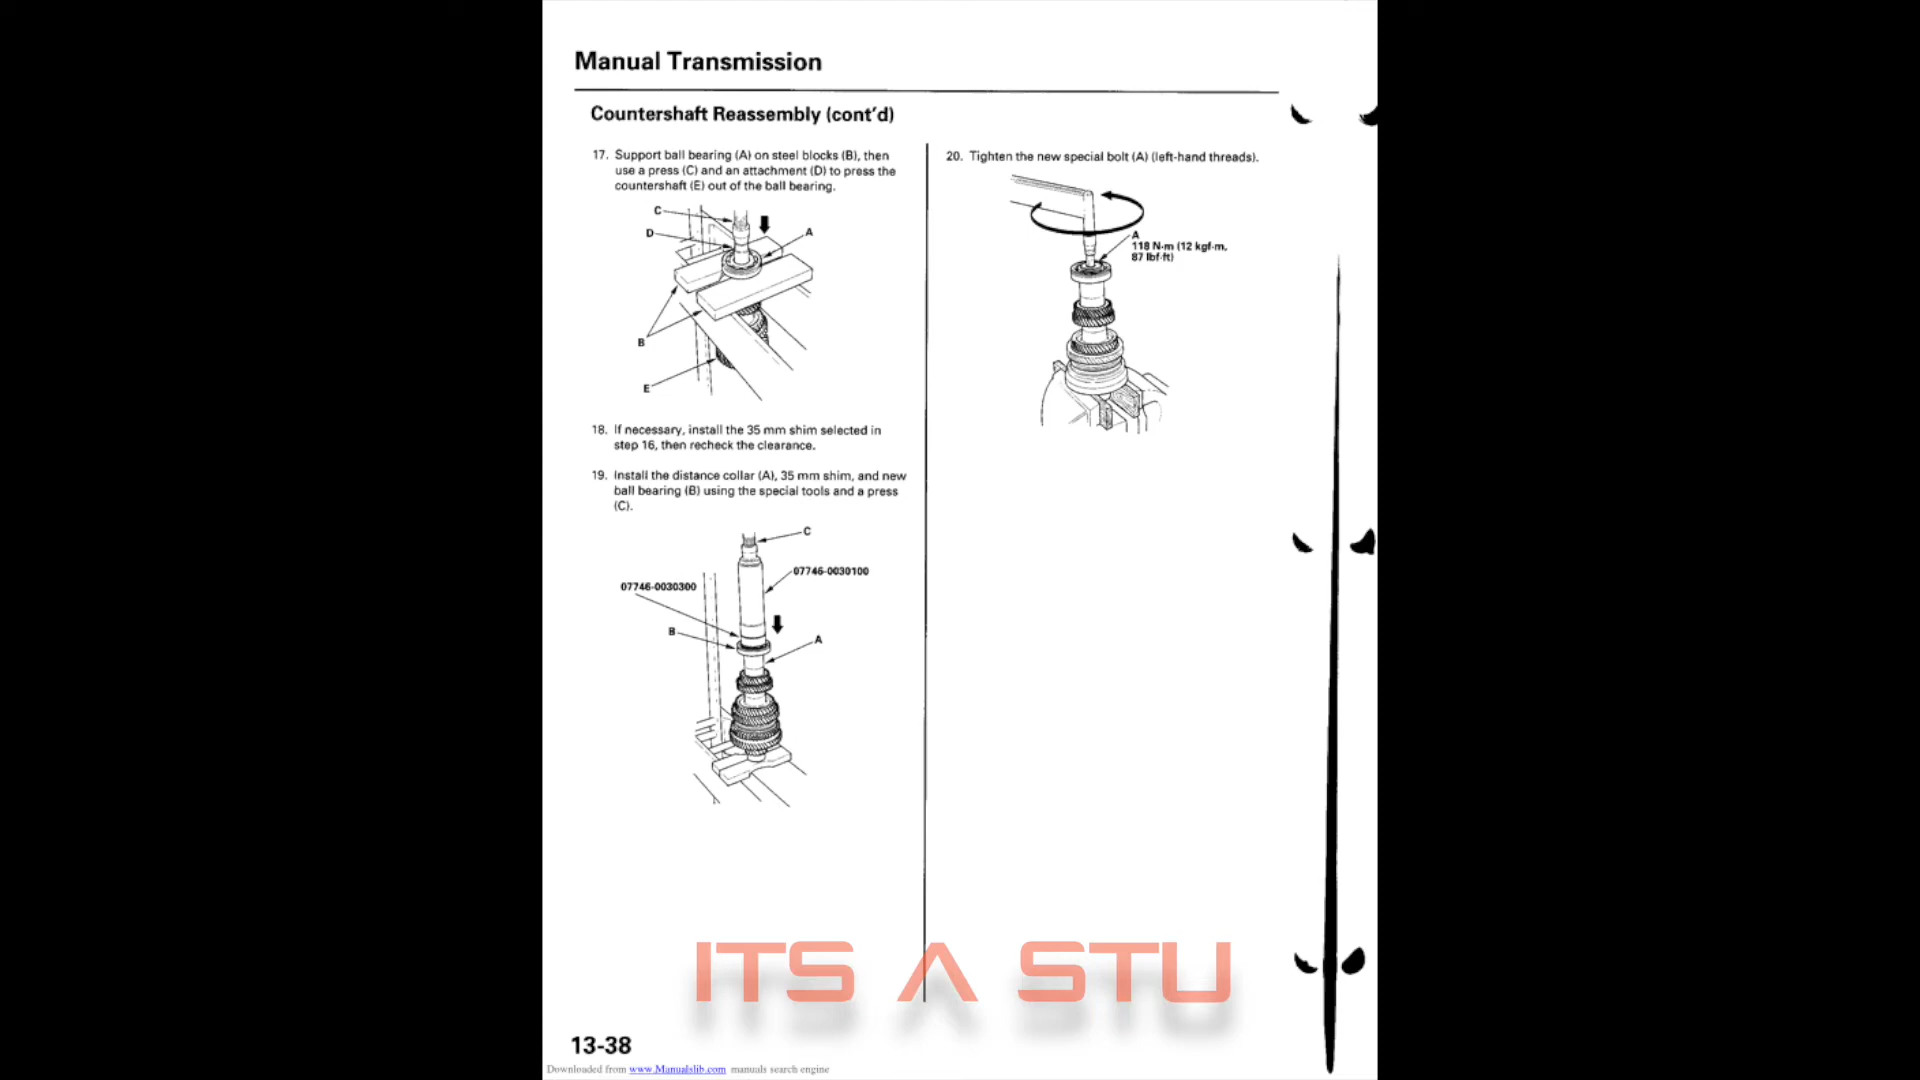 Manual Transmission
Countershaft Reassembly (cont'd)
17. Support ball bearing (A) on steel blocks (B), then
use a press (C) and an attachment (D) to press the
countershaft (E) out of the ball bearing.
C
D
A
B
E
18. If necessary, install the 35 mm shim selected in
step 16, then recheck the clearance.
19. Install the distance collar (A), 35 mm shim, and new
ball bearing (B) using the special tools and a press
(C).
C
07746-0030100
07746-0030300
B
A
20. Tighten the new special bolt (A) (left-hand threads).
A
118 N·m (12 kgf·m,
87 lbf·ft)
ITS A STU
13-38
Downloaded from www.Manualslib.com manuals search engine